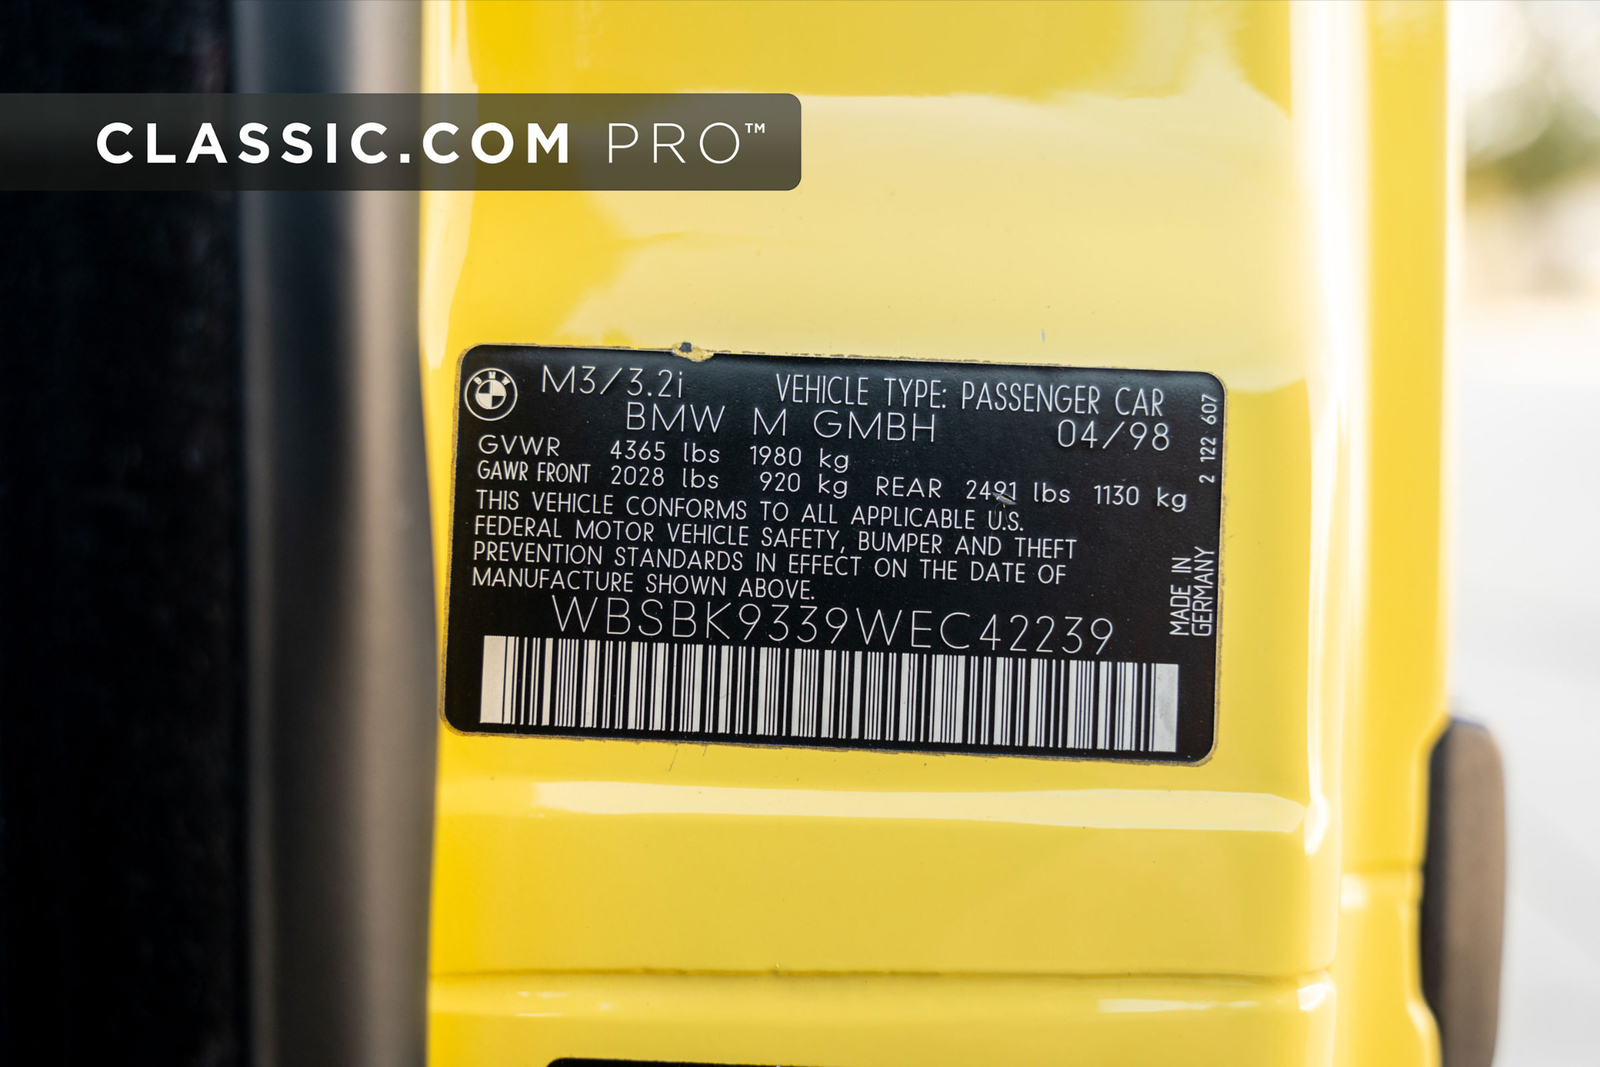 CLASSIC.COM PRO™
M3/3.2i VEHICLE TYPE: PASSENGER CAR
BMW M GMBH 04/98
GVWR 4365 lbs 1980 kg
GAWR FRONT 2028 lbs 920 kg REAR 2491 lbs 1130 kg
THIS VEHICLE CONFORMS TO ALL APPLICABLE U.S.
FEDERAL MOTOR VEHICLE SAFETY, BUMPER AND THEFT
PREVENTION STANDARDS IN EFFECT ON THE DATE OF
MANUFACTURE SHOWN ABOVE.
WBSBK9339WEC42239
2 122 607
MADE IN
GERMANY